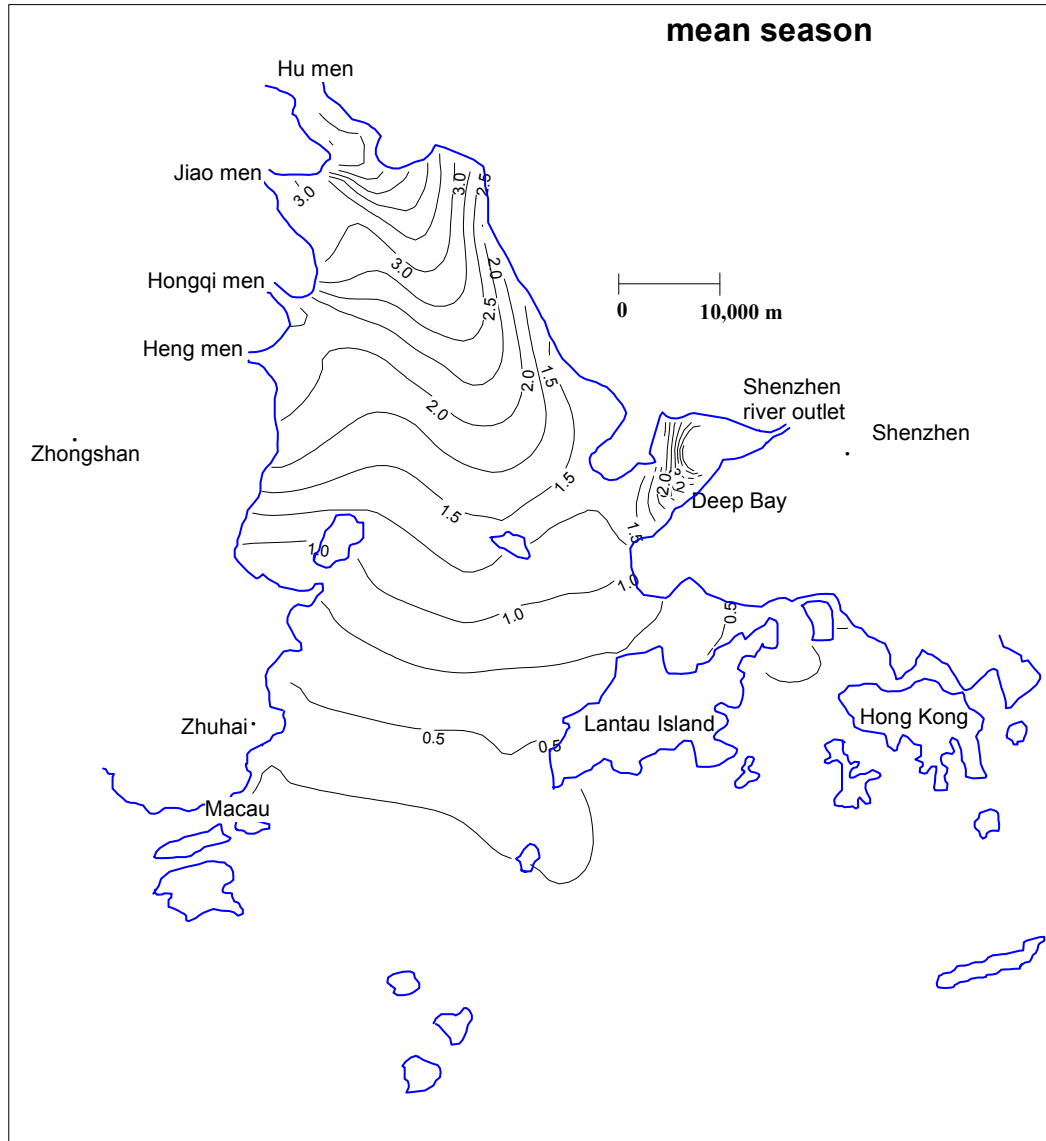 mean season
Hu men
Jiao men
3.0
3.0
2.5
3.0
2.0
2.5
Hongqi men
0
10,000 m
Heng men
2.0
1.5
2.0
Shenzhen
river outlet
Shenzhen
Zhongshan
1.5
2.0
Deep Bay
1.5
1.5
1.0
1.0
1.0
0.5
Zhuhai
0.5
0.5
Lantau Island
Hong Kong
Macau